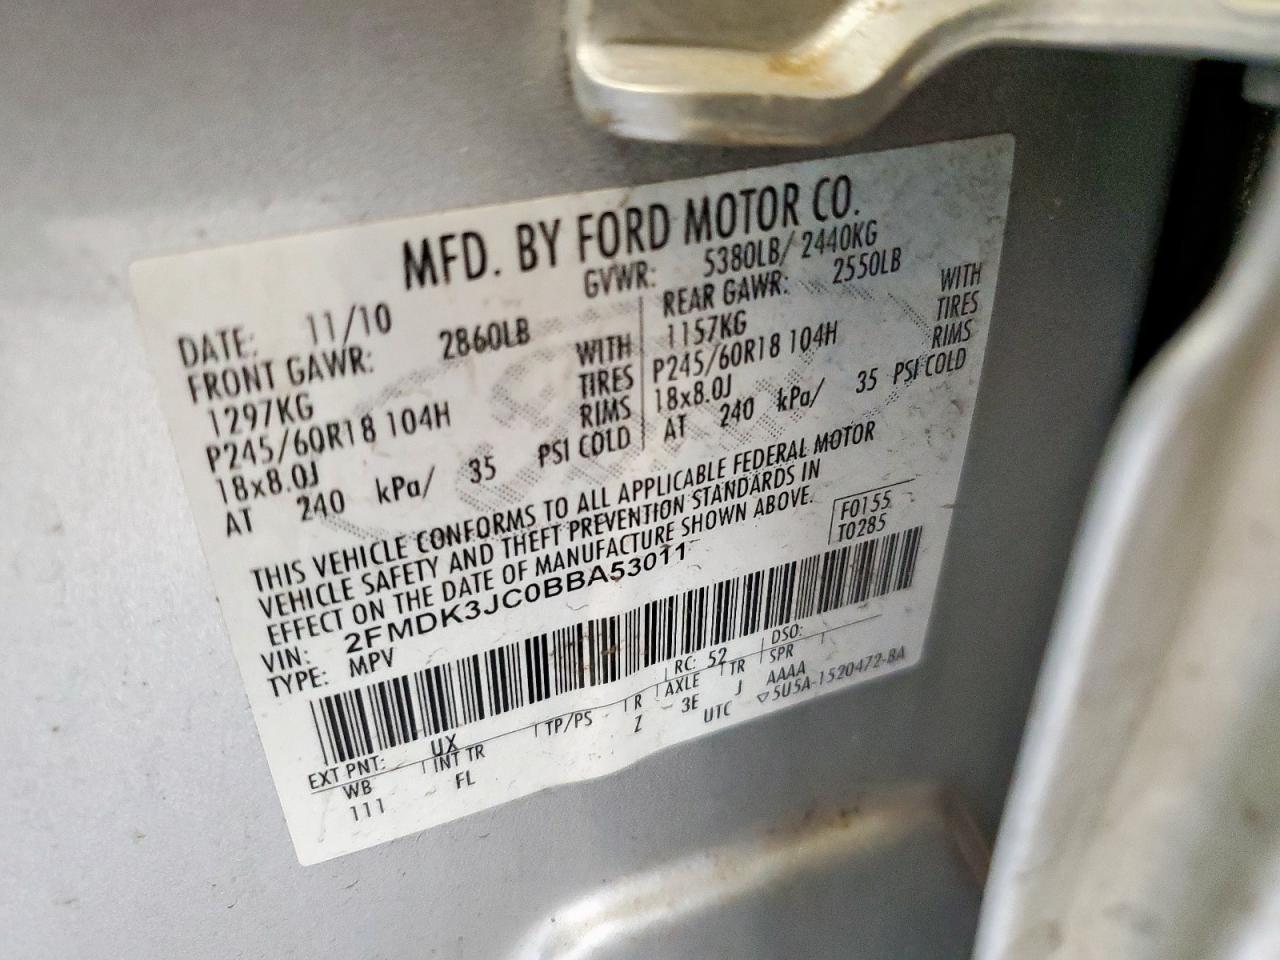 MFD. BY FORD MOTOR CO.
DATE: 11/10 GVWR: 5380LB/ 2440KG
FRONT GAWR: 2860LB REAR GAWR: 2550LB
1297KG WITH 1157KG WITH
P245/60R18 104H TIRES P245/60R18 104H TIRES
18x8.0J RIMS 18x8.0J RIMS
AT 240 kPa/ 35 PSI COLD AT 240 kPa/ 35 PSI COLD
THIS VEHICLE CONFORMS TO ALL APPLICABLE FEDERAL MOTOR
VEHICLE SAFETY AND THEFT PREVENTION STANDARDS IN
EFFECT ON THE DATE OF MANUFACTURE SHOWN ABOVE.
VIN: 2FMDK3JC0BBA53011 F0155
TYPE: MPV T0285
EXT PNT: UX RC: 52 DSO:
WB INT TR TP/PS R AXLE TR SPR
111 FL Z 3E J AAAA
UTC ▽5U5A-1520472-BA